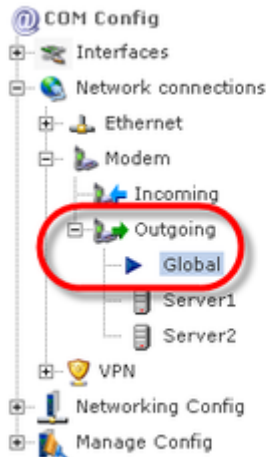 @COM Config
Interfaces
Network connections
Ethernet
Modem
Incoming
Outgoing
Global
Server1
Server2
VPN
Networking Config
Manage Config